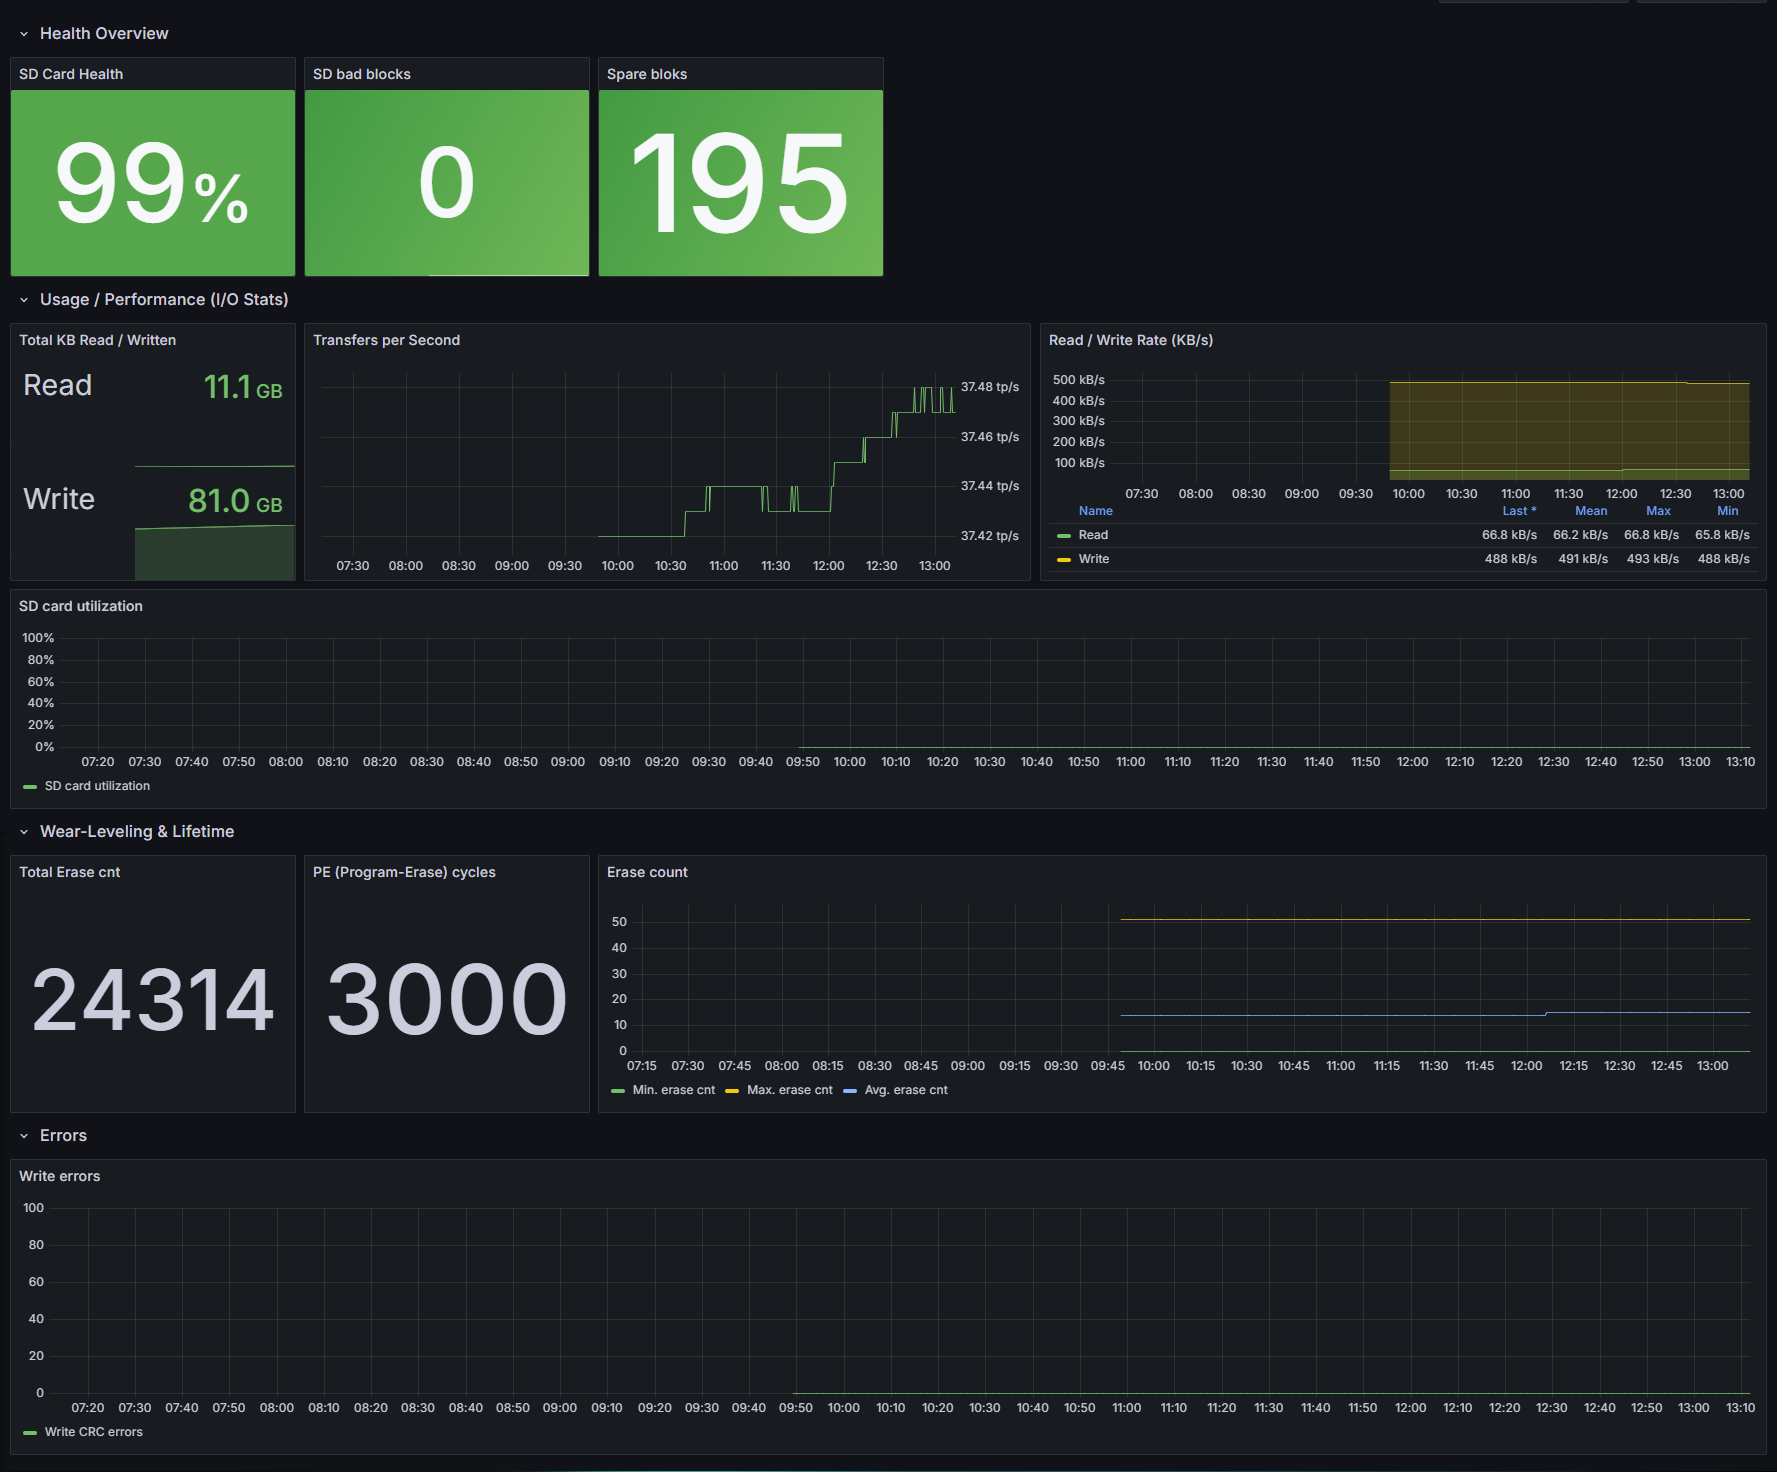 Health Overview
SD Card Health
SD bad blocks
Spare bloks
99%
0
195
Usage / Performance (I/O Stats)
Total KB Read / Written
Read 11.1 GB
Write 81.0 GB
Transfers per Second
37.48 tp/s
37.46 tp/s
37.44 tp/s
37.42 tp/s
07:30 08:00 08:30 09:00 09:30 10:00 10:30 11:00 11:30 12:00 12:30 13:00
Read / Write Rate (KB/s)
500 kB/s
400 kB/s
300 kB/s
200 kB/s
100 kB/s
07:30 08:00 08:30 09:00 09:30 10:00 10:30 11:00 11:30 12:00 12:30 13:00
Name Last * Mean Max Min
Read 66.8 kB/s 66.2 kB/s 66.8 kB/s 65.8 kB/s
Write 488 kB/s 491 kB/s 493 kB/s 488 kB/s
SD card utilization
100%
80%
60%
40%
20%
0%
07:20 07:30 07:40 07:50 08:00 08:10 08:20 08:30 08:40 08:50 09:00 09:10 09:20 09:30 09:40 09:50 10:00 10:10 10:20 10:30 10:40 10:50 11:00 11:10 11:20 11:30 11:40 11:50 12:00 12:10 12:20 12:30 12:40 12:50 13:00 13:10
SD card utilization
Wear-Leveling & Lifetime
Total Erase cnt
24314
PE (Program-Erase) cycles
3000
Erase count
50
40
30
20
10
0
07:15 07:30 07:45 08:00 08:15 08:30 08:45 09:00 09:15 09:30 09:45 10:00 10:15 10:30 10:45 11:00 11:15 11:30 11:45 12:00 12:15 12:30 12:45 13:00
Min. erase cnt Max. erase cnt Avg. erase cnt
Errors
Write errors
100
80
60
40
20
0
07:20 07:30 07:40 07:50 08:00 08:10 08:20 08:30 08:40 08:50 09:00 09:10 09:20 09:30 09:40 09:50 10:00 10:10 10:20 10:30 10:40 10:50 11:00 11:10 11:20 11:30 11:40 11:50 12:00 12:10 12:20 12:30 12:40 12:50 13:00 13:10
Write CRC errors